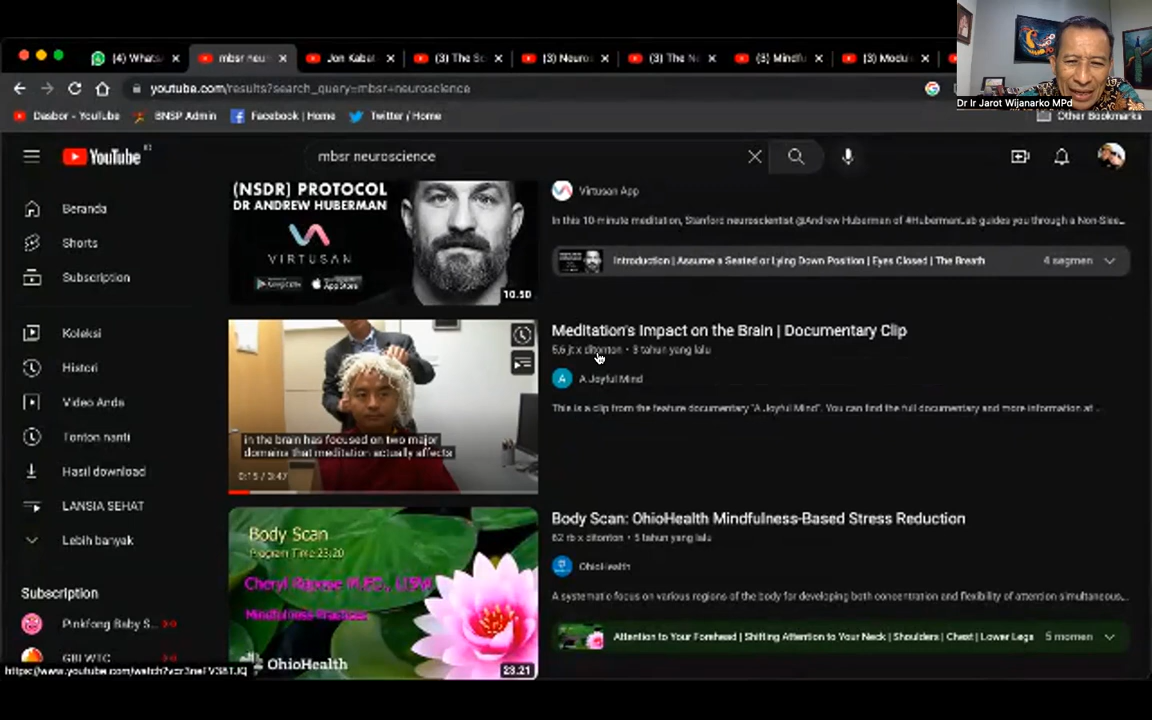 (4) Whats
mbsr neu
Jon Kabat
(3) The Sc
(3) Neuro
(3) The N
(3) Mindfu
(3) Modu
Dr Ir Jarot Wijanarko MPd
youtube.com/results?search_query=mbsr+neuroscience
Dasbor - YouTube
BNSP Admin
Facebook | Home
Twitter / Home
Other Bookmarks
YouTube ID
mbsr neuroscience
Beranda
Shorts
Subscription
Koleksi
Histori
Video Anda
Tonton nanti
Hasil download
LANSIA SEHAT
Lebih banyak
Subscription
Pinkfong Baby S...
GBI WTC
(NSDR) PROTOCOL
DR ANDREW HUBERMAN
VIRTUSAN
Google Play
App Store
10.50
Virtusan App
In this 10-minute meditation, Stanford neuroscientist @Andrew Huberman of #HubermanLab guides you through a Non-Slee...
Introduction | Assume a Seated or Lying Down Position | Eyes Closed | The Breath
4 segmen
in the brain has focused on two major
domains that meditation actually affects
0:15 / 3:47
Meditation's Impact on the Brain | Documentary Clip
5,6 jt x ditonton • 3 tahun yang lalu
A
A Joyful Mind
This is a clip from the feature documentary "A Joyful Mind". You can find the full documentary and more information at ...
Body Scan
Program Time 23:20
Mindfulness Practices
OhioHealth
23.21
Body Scan: OhioHealth Mindfulness-Based Stress Reduction
62 rb x ditonton • 5 tahun yang lalu
OhioHealth
A systematic focus on various regions of the body for developing both concentration and flexibility of attention simultaneous,...
Attention to Your Forehead | Shifting Attention to Your Neck | Shoulders | Chest | Lower Legs
5 momen